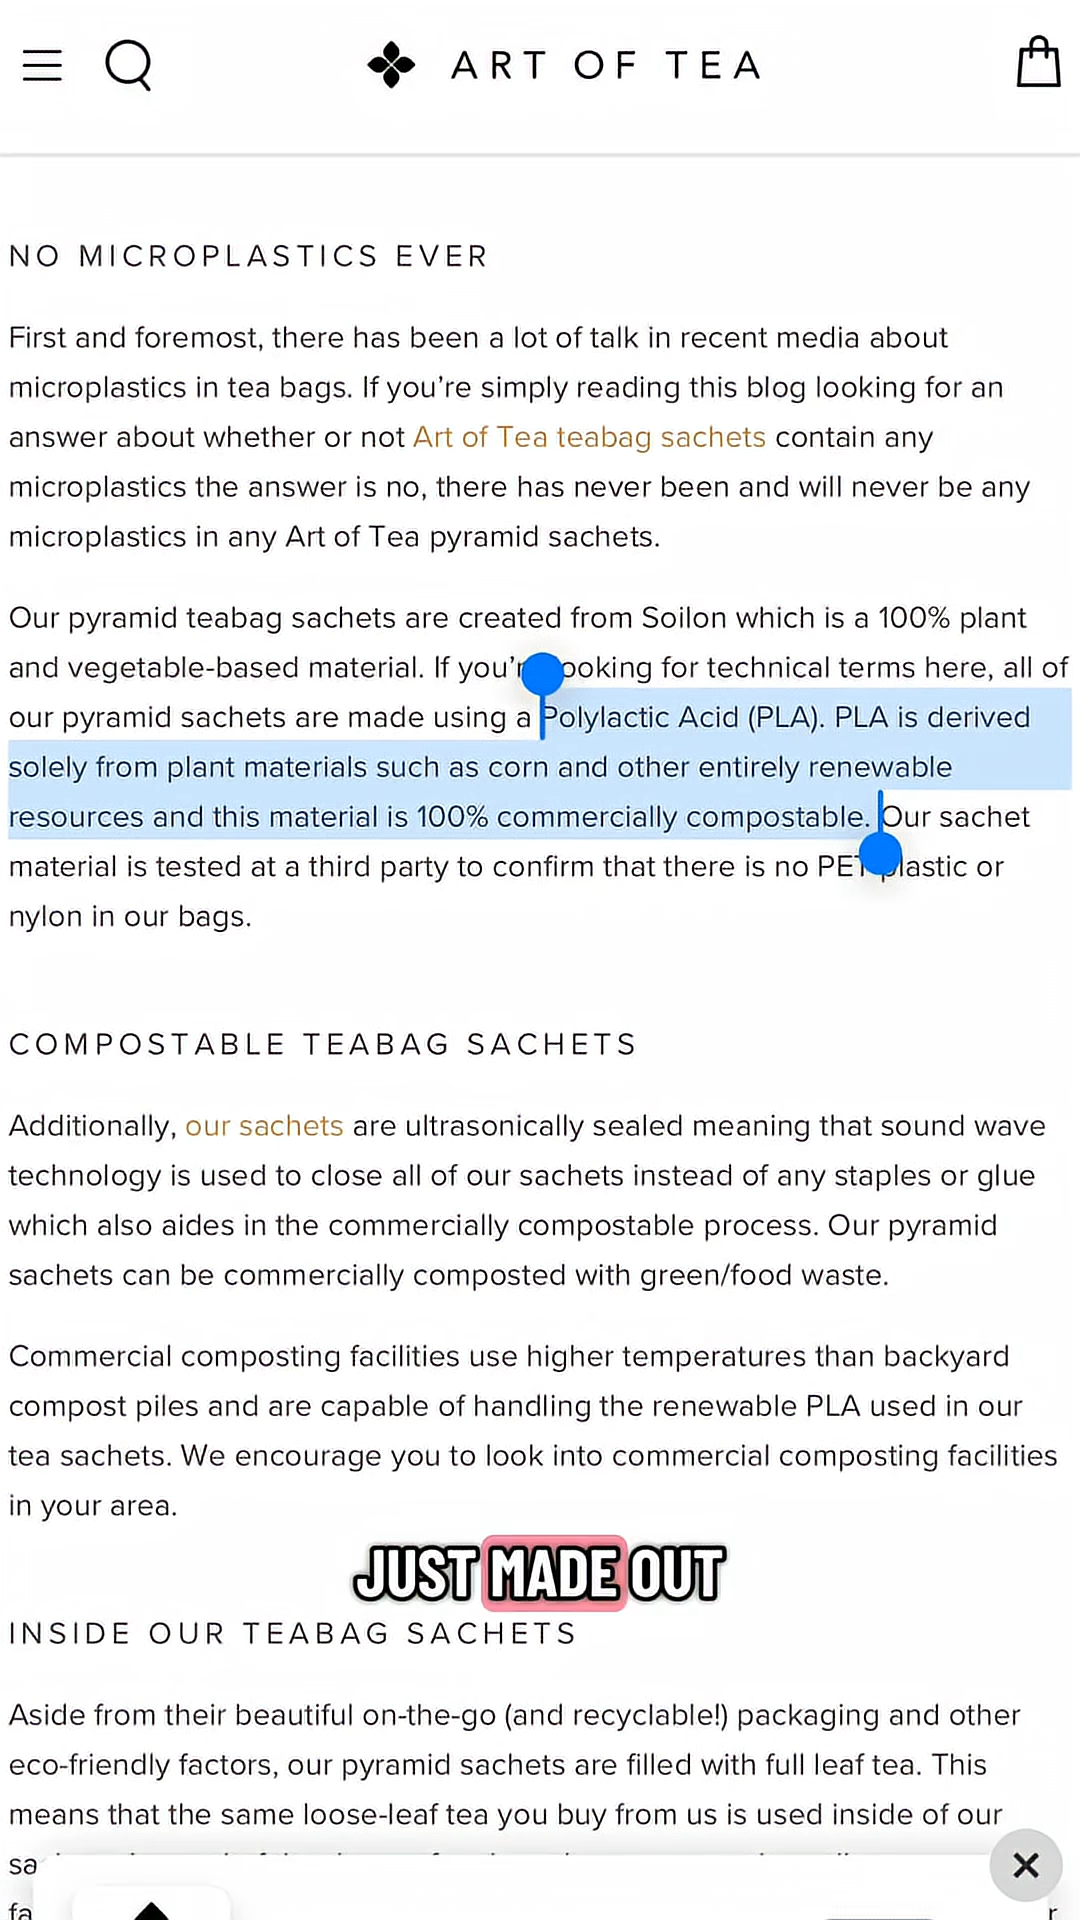 ART OF TEA
NO MICROPLASTICS EVER
First and foremost, there has been a lot of talk in recent media about
microplastics in tea bags. If you're simply reading this blog looking for an
answer about whether or not Art of Tea teabag sachets contain any
microplastics the answer is no, there has never been and will never be any
microplastics in any Art of Tea pyramid sachets.
Our pyramid teabag sachets are created from Soilon which is a 100% plant
and vegetable-based material. If looking for technical terms here, all of
our pyramid sachets are made using a Polylactic Acid (PLA). PLA is derived
solely from plant materials such as corn and other entirely renewable
resources and this material is 100% commercially compostable. Our sachet
material is tested at a third party to confirm that there is no PET plastic or
nylon in our bags.
COMPOSTABLE TEABAG SACHETS
Additionally, our sachets are ultrasonically sealed meaning that sound wave
technology is used to close all of our sachets instead of any staples or glue
which also aides in the commercially compostable process. Our pyramid
sachets can be commercially composted with green/food waste.
Commercial composting facilities use higher temperatures than backyard
compost piles and are capable of handling the renewable PLA used in our
tea sachets. We encourage you to look into commercial composting facilities
in your area.
JUST MADE OUT
INSIDE OUR TEABAG SACHETS
Aside from their beautiful on-the-go (and recyclable!) packaging and other
eco-friendly factors, our pyramid sachets are filled with full leaf tea. This
means that the same loose-leaf tea you buy from us is used inside of our